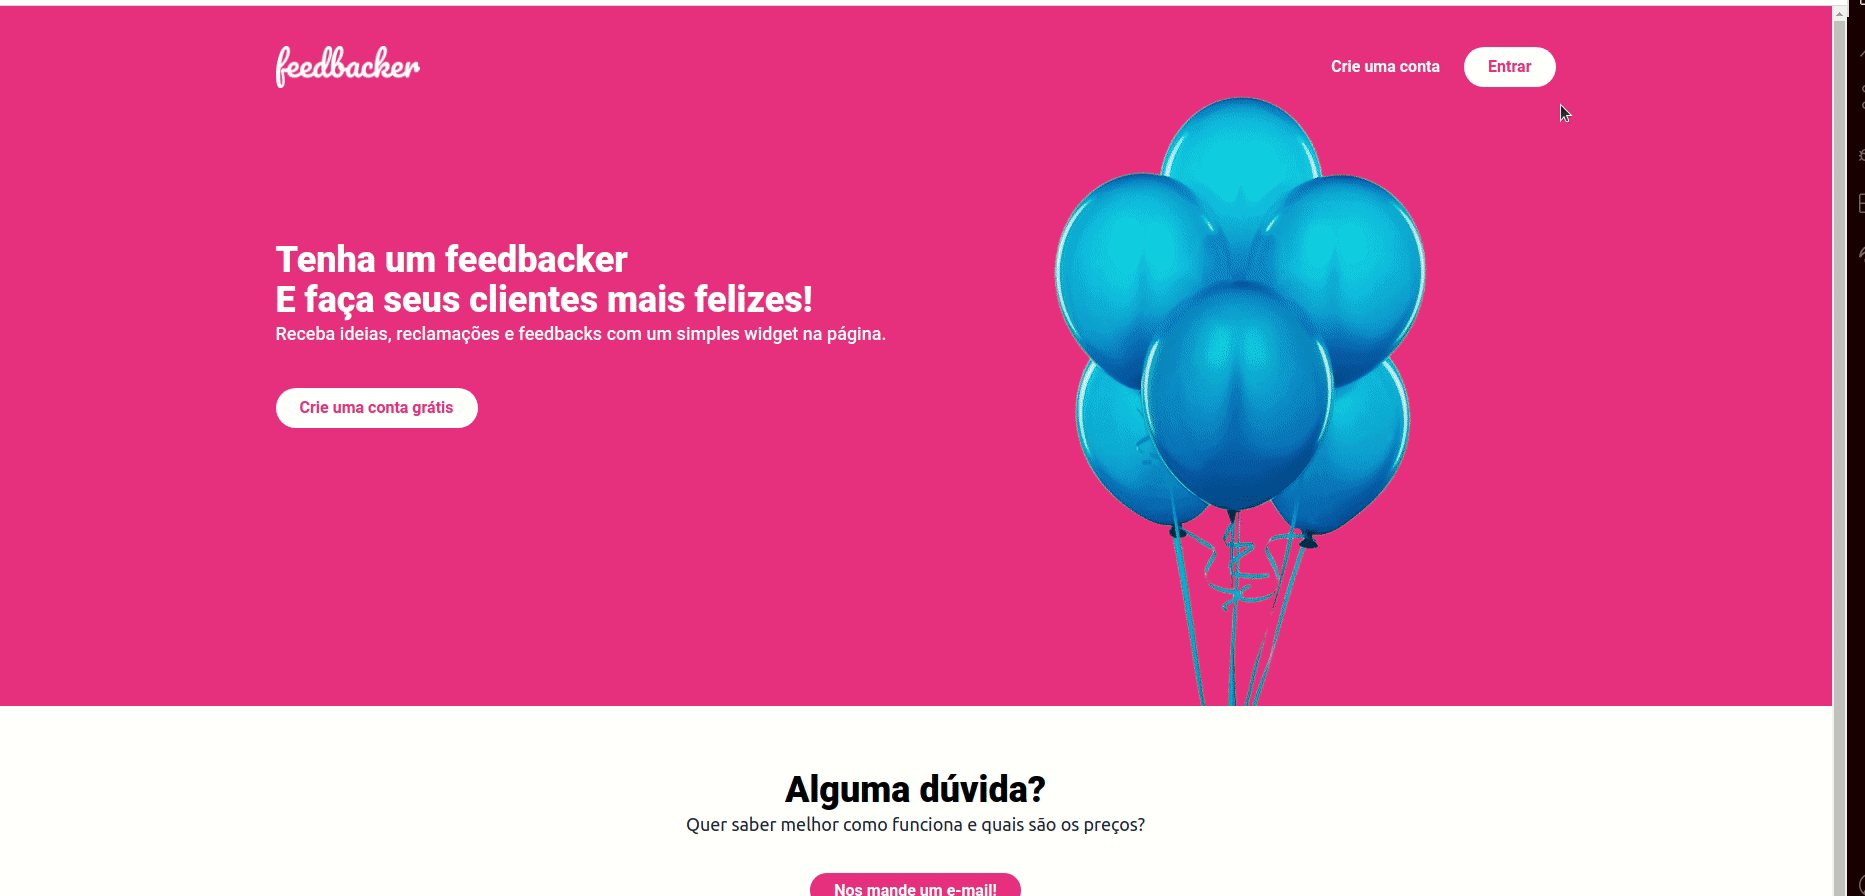 feedbacker
Crie uma conta
Entrar
Tenha um feedbacker
E faça seus clientes mais felizes!
Receba ideias, reclamações e feedbacks com um simples widget na página.
Crie uma conta grátis
Alguma dúvida?
Quer saber melhor como funciona e quais são os preços?
Nos mande um e-mail!